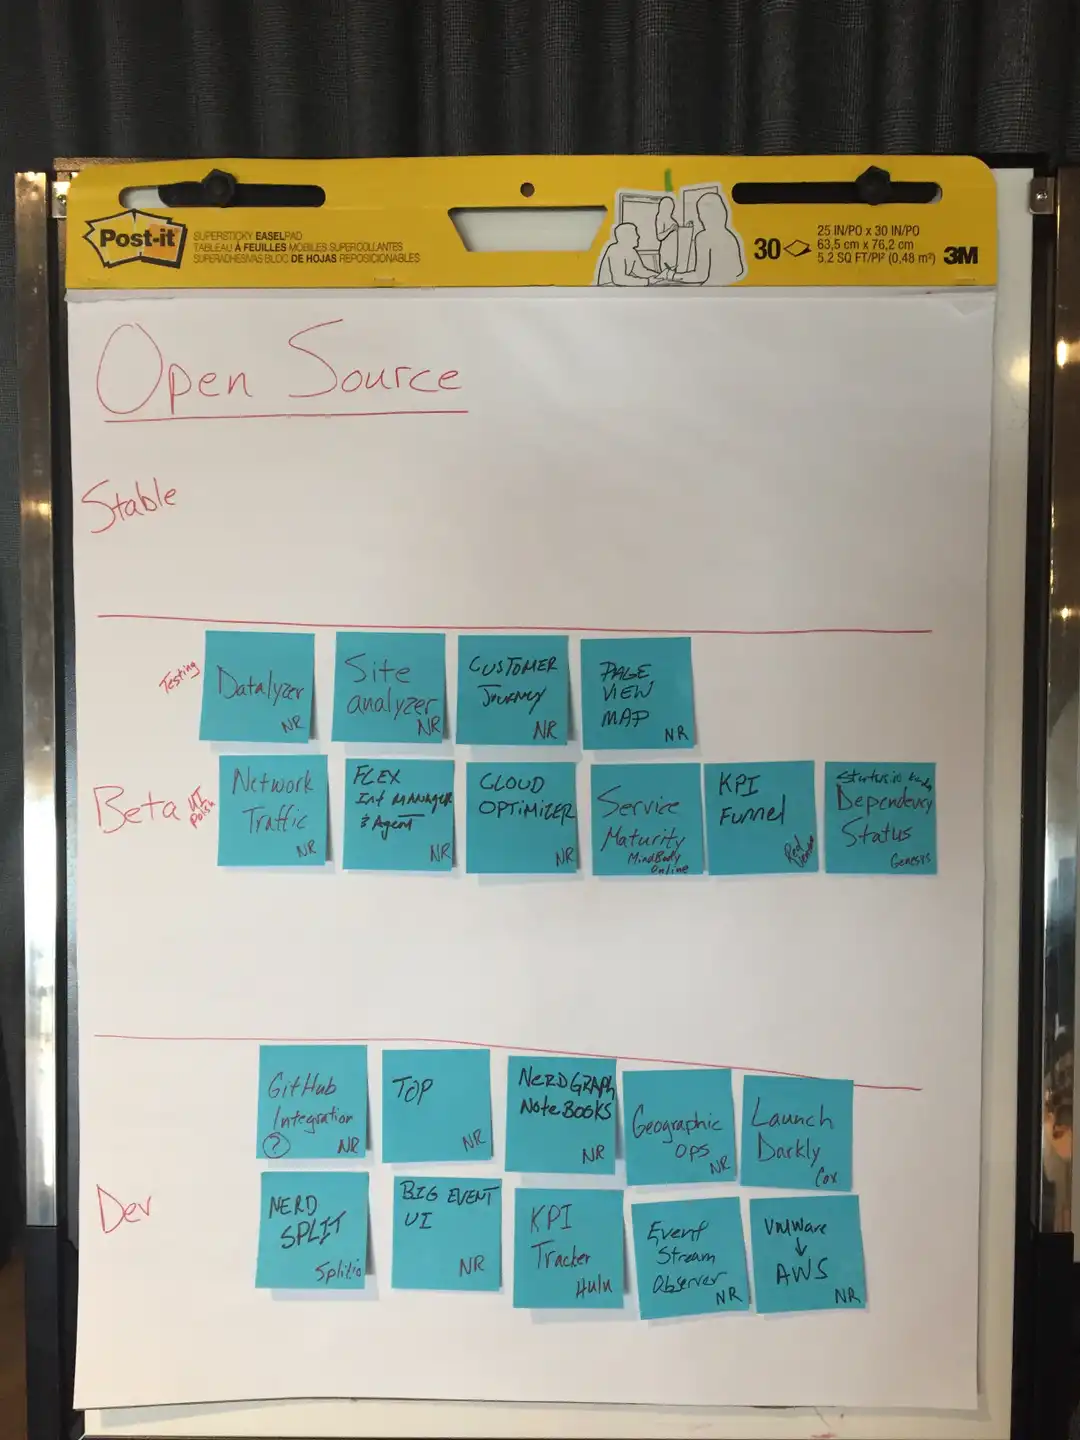 Post-it
SUPERSTICKY EASELPAD
TABLEAU À FEUILLES MOBILES SUPERCOLLANTES
SUPERADHESIVAS BLOC DE HOJAS REPOSICIONABLES
30
25 IN/PO x 30 IN/PO
63,5 cm x 76,2 cm
5.2 SQ FT/PI² (0,48 m²)
3M
Open Source
Stable
Testing
Datalyzer
NR
Site
analyzer
NR
CUSTOMER
JOURNEY
NR
PAGE
VIEW
MAP
NR
Beta
UI
Polish
Network
Traffic
NR
FLEX
Int MANAGER
& Agent
NR
CLOUD
OPTIMIZER
NR
Service
Maturity
MindBody
Online
KPI
Funnel
Red
Dependency
Status
Genesis
Dev
GitHub
Integration
?
NR
TOP
NR
NERDGRAPH
NoteBOOKS
NR
Geographic
OPS
NR
Launch
Darkly
Cox
NERD
SPLIT
Splitio
BIG EVENT
UI
NR
KPI
Tracker
Hulu
Event
Stream
Observer
NR
VMWare
↓
AWS
NR